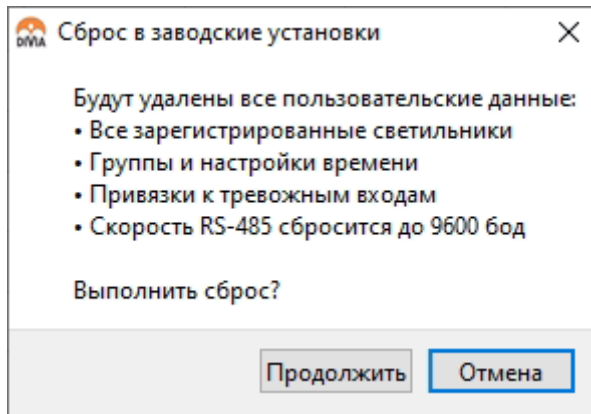 DIVIA
Сброс в заводские установки
Будут удалены все пользовательские данные:
• Все зарегистрированные светильники
• Группы и настройки времени
• Привязки к тревожным входам
• Скорость RS-485 сбросится до 9600 бод
Выполнить сброс?
Продолжить
Отмена